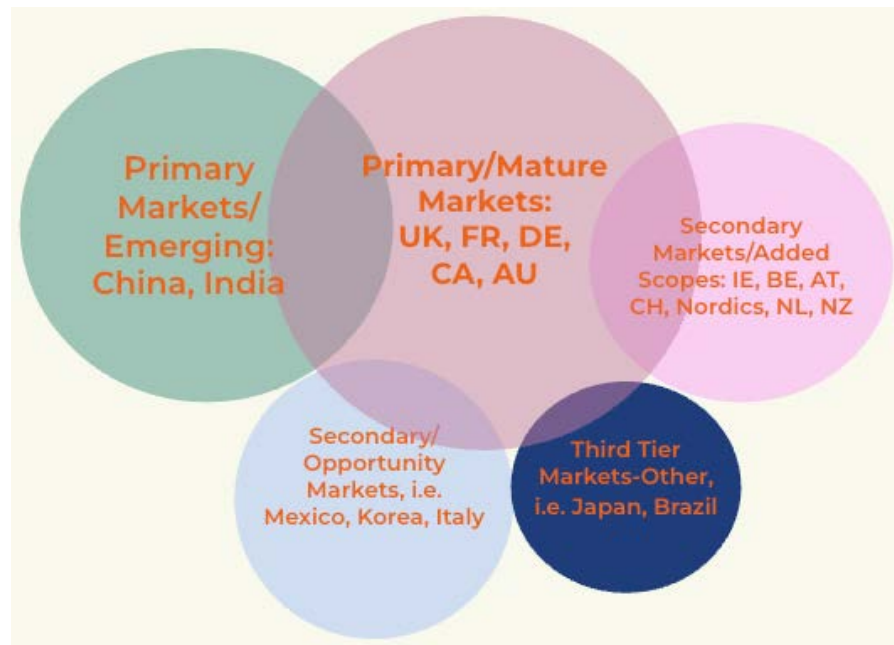 Primary
Markets/
Emerging:
China, India
Primary/Mature
Markets:
UK, FR, DE,
CA, AU
Secondary
Markets/Added
Scopes: IE, BE, AT,
CH, Nordics, NL, NZ
Secondary/
Opportunity
Markets, i.e.
Mexico, Korea, Italy
Third Tier
Markets-Other,
i.e. Japan, Brazil